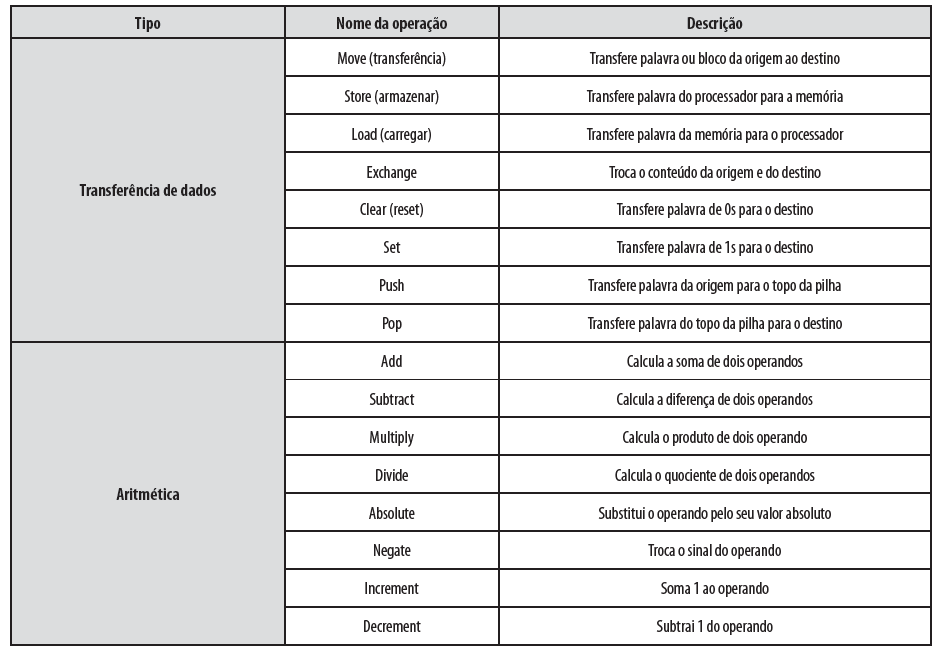 Tipo Nome da operação Descrição
Transferência de dados
Move (transferência) Transfere palavra ou bloco da origem ao destino
Store (armazenar) Transfere palavra do processador para a memória
Load (carregar) Transfere palavra da memória para o processador
Exchange Troca o conteúdo da origem e do destino
Clear (reset) Transfere palavra de 0s para o destino
Set Transfere palavra de 1s para o destino
Push Transfere palavra da origem para o topo da pilha
Pop Transfere palavra do topo da pilha para o destino
Aritmética
Add Calcula a soma de dois operandos
Subtract Calcula a diferença de dois operandos
Multiply Calcula o produto de dois operando
Divide Calcula o quociente de dois operandos
Absolute Substitui o operando pelo seu valor absoluto
Negate Troca o sinal do operando
Increment Soma 1 ao operando
Decrement Subtrai 1 do operando